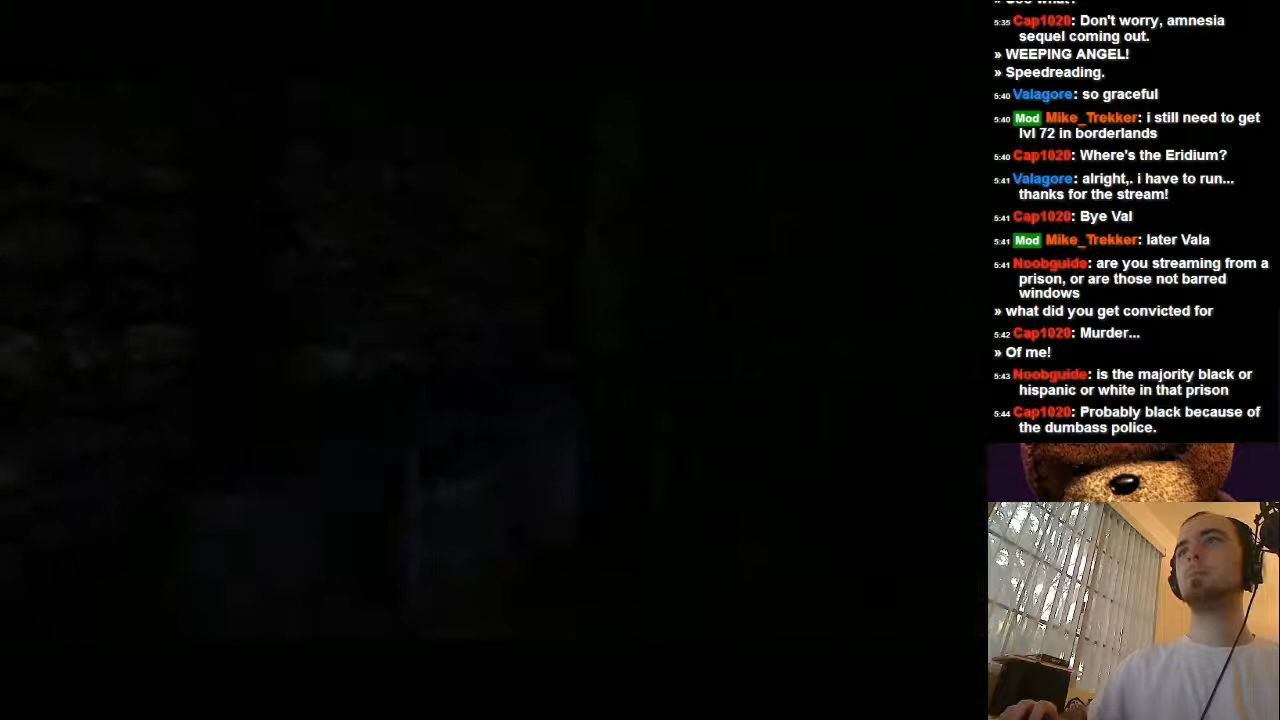 5:35 Cap1020: Don't worry, amnesia
sequel coming out.
» WEEPING ANGEL!
» Speedreading.
5:40 Valagore: so graceful
5:40 Mod Mike_Trekker: i still need to get
lvl 72 in borderlands
5:40 Cap1020: Where's the Eridium?
5:41 Valagore: alright,. i have to run...
thanks for the stream!
5:41 Cap1020: Bye Val
5:41 Mod Mike_Trekker: later Vala
5:41 Noobguide: are you streaming from a
prison, or are those not barred
windows
» what did you get convicted for
5:42 Cap1020: Murder...
» Of me!
5:43 Noobguide: is the majority black or
hispanic or white in that prison
5:44 Cap1020: Probably black because of
the dumbass police.